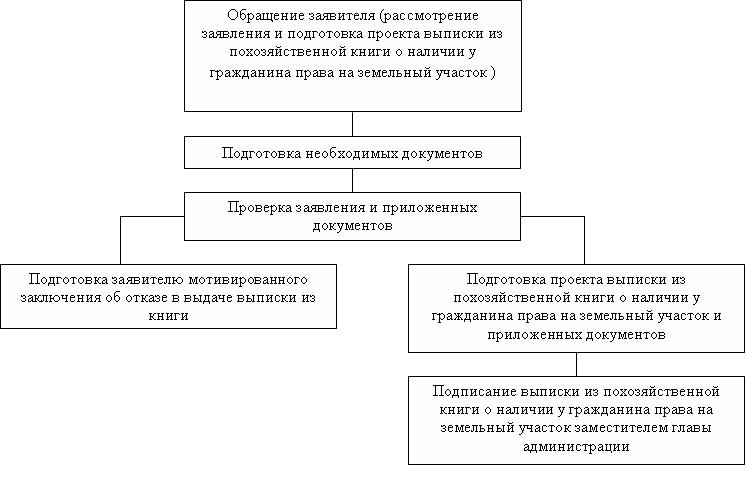 Обращение заявителя (рассмотрение
заявления и подготовка проекта выписки из
похозяйственной книги о наличии у
гражданина права на земельный участок )
Подготовка необходимых документов
Проверка заявления и приложенных
документов
Подготовка заявителю мотивированного
заключения об отказе в выдаче выписки из
книги
Подготовка проекта выписки из
похозяйственной книги о наличии у
гражданина права на земельный участок и
приложенных документов
Подписание выписки из похозяйственной
книги о наличии у гражданина права на
земельный участок заместителем главы
администрации